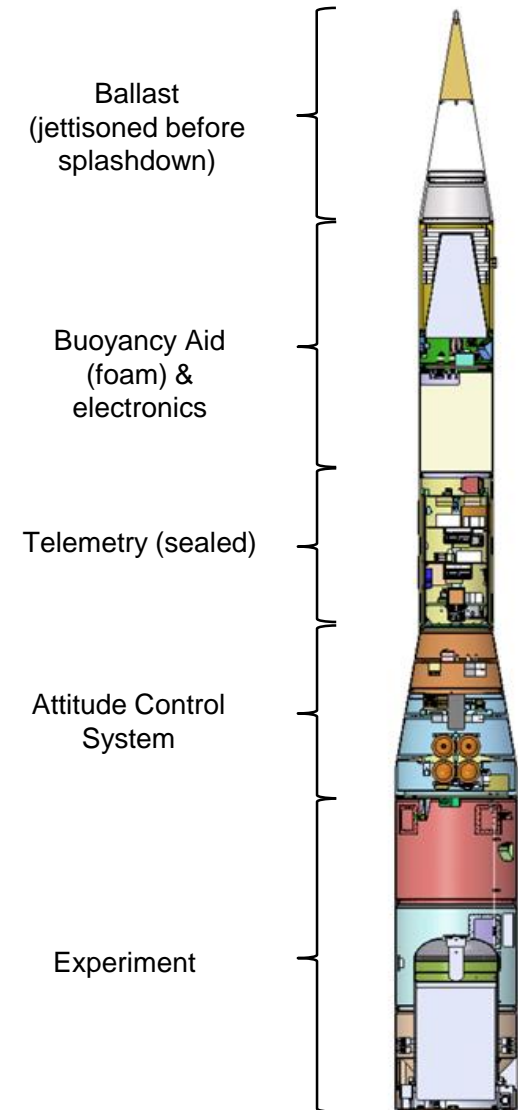 Ballast
(jettisoned before
splashdown)
Buoyancy Aid
(foam) &
electronics
Telemetry (sealed)
Attitude Control
System
Experiment